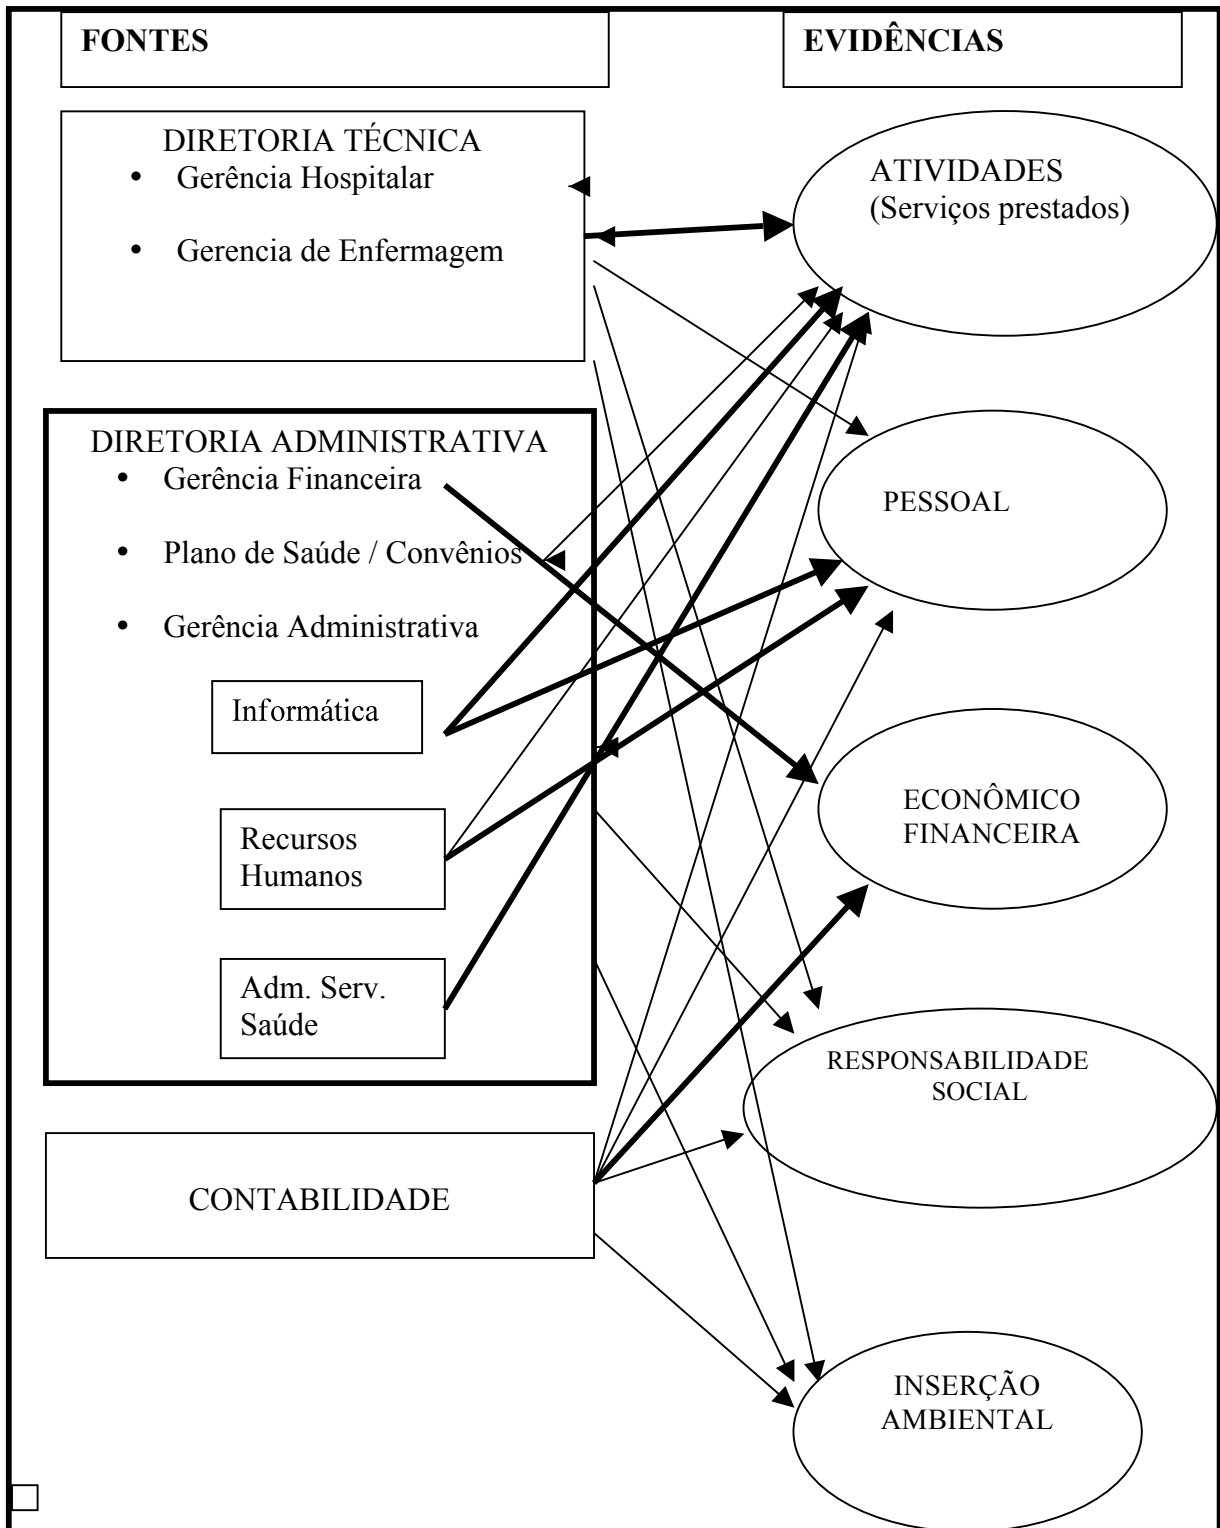 FONTES
EVIDÊNCIAS
DIRETORIA TÉCNICA
• Gerência Hospitalar
• Gerencia de Enfermagem
ATIVIDADES
(Serviços prestados)
DIRETORIA ADMINISTRATIVA
• Gerência Financeira
• Plano de Saúde / Convênios
• Gerência Administrativa
Informática
Recursos
Humanos
Adm. Serv.
Saúde
PESSOAL
ECONÔMICO
FINANCEIRA
RESPONSABILIDADE
SOCIAL
CONTABILIDADE
INSERÇÃO
AMBIENTAL